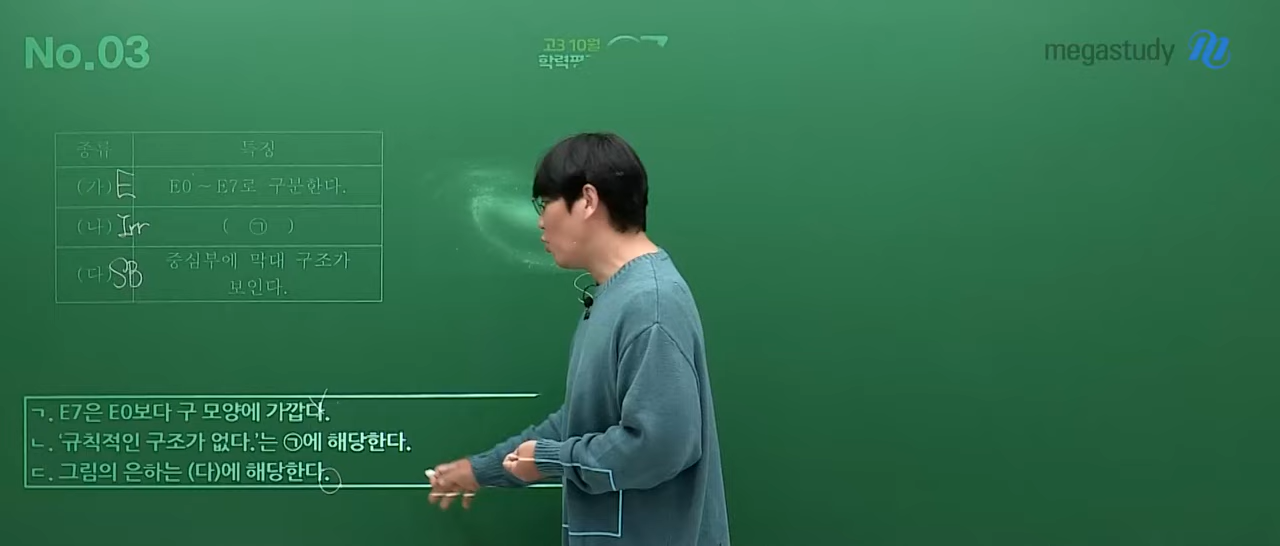 No.03
고3 10월
학력평
megastudy
종류 특징
(가) E E0~E7로 구분한다.
(나) Irr ( ㉠ )
(다) SB 중심부에 막대 구조가
보인다.
ㄱ. E7은 E0보다 구 모양에 가깝다.
ㄴ. ‘규칙적인 구조가 없다.’는 ㉠에 해당한다.
ㄷ. 그림의 은하는 (다)에 해당한다.